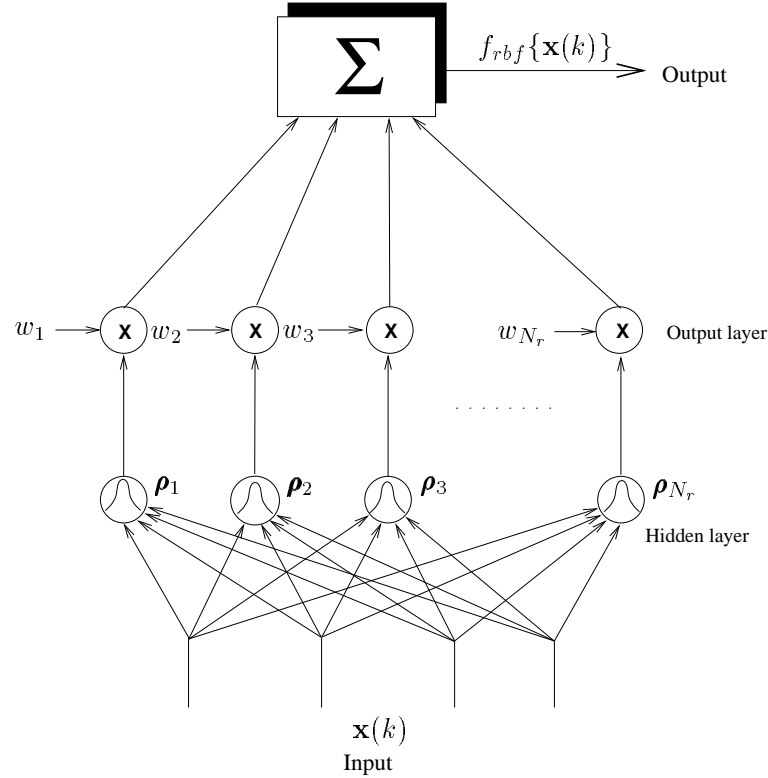 Σ
f_{rbf}{x(k)}
Output
w_1 x w_2 x w_3 x w_{N_r} x Output layer
. . . . . . . .
ρ_1 ρ_2 ρ_3 ρ_{N_r}
Hidden layer
x(k)
Input